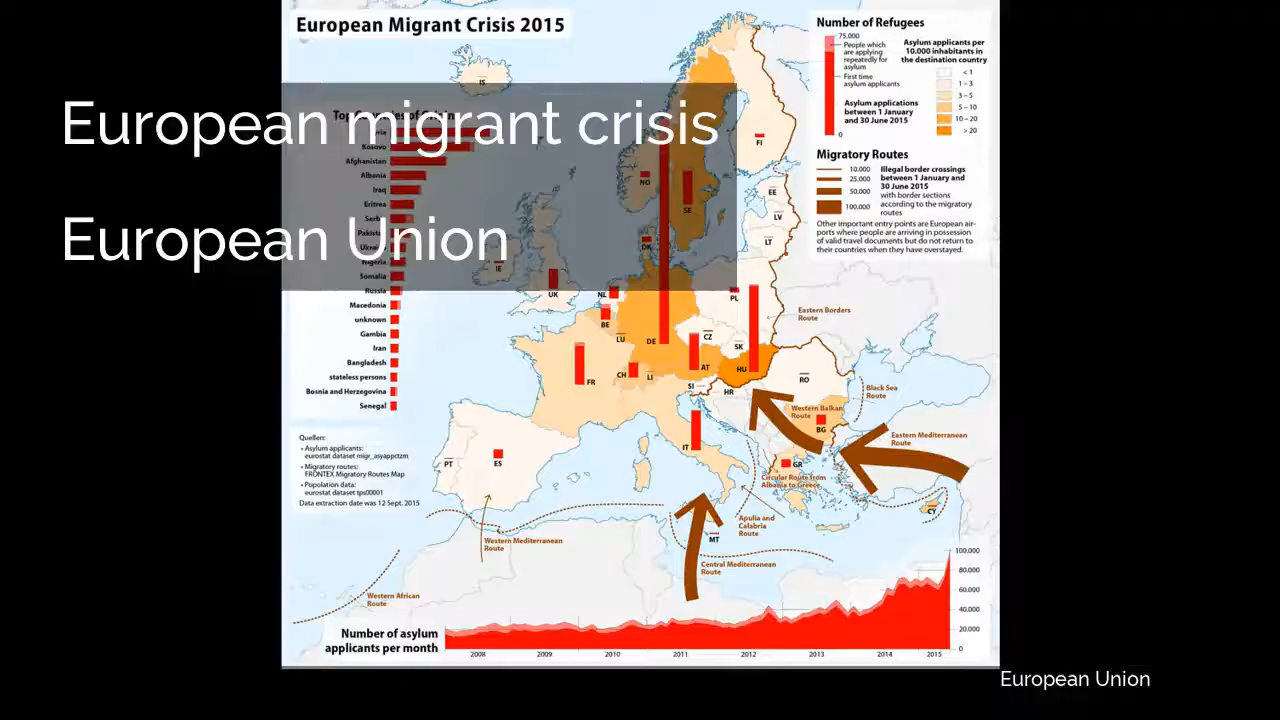 European Migrant Crisis 2015
European migrant crisis
European Union
Kosovo
Afghanistan
Albania
Iraq
Eritrea
Nigeria
Somalia
Russia
Macedonia
unknown
Gambia
Iran
Bangladesh
stateless persons
Bosnia and Herzegovina
Senegal
Quellen:
• Asylum applicants:
eurostat dataset migr_asyappctzm
• Migratory routes:
FRONTEX Migratory Routes Map
• Population data:
eurostat dataset tps00001
Data extraction date was 12 Sept. 2015
Number of Refugees
75.000
People which
are applying
repeatedly for
asylum
First time
asylum applicants
Asylum applications
between 1 January
and 30 June 2015
0
Asylum applicants per
10.000 inhabitants in
the destination country
< 1
1 – 3
3 – 5
5 – 10
10 – 20
> 20
Migratory Routes
10.000
25.000
50.000
100.000
Illegal border crossings
between 1 January and
30 June 2015
with border sections
according to the migratory
routes
Other important entry points are European air-
ports where people are arriving in possession
of valid travel documents but do not return to
their countries when they have overstayed.
IS
FI
NO
SE
EE
LV
LT
DK
IE
UK
NL
BE
LU
DE
PL
CZ
SK
FR
CH
LI
AT
HU
SI
HR
RO
BG
IT
PT
ES
GR
MT
CY
Eastern Borders
Route
Black Sea
Route
Western Balkan
Route
Eastern Mediterranean
Route
Circular Route from
Albania to Greece
Apulia and
Calabria
Route
Central Mediterranean
Route
Western Mediterranean
Route
Western African
Route
Number of asylum
applicants per month
100.000
80.000
60.000
40.000
20.000
0
2008
2009
2010
2011
2012
2013
2014
2015
European Union